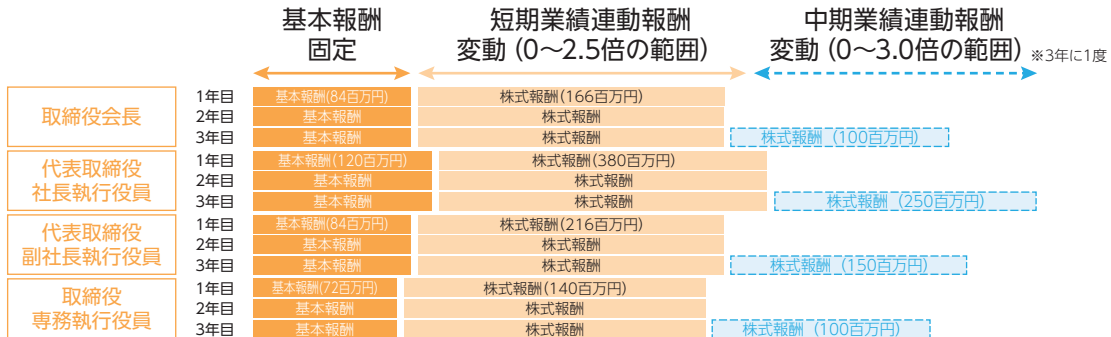 基本報酬
固定
短期業績連動報酬
変動 (0〜2.5倍の範囲)
中期業績連動報酬
変動 (0〜3.0倍の範囲) ※3年に1度
取締役会長
1年目 基本報酬(84百万円) 株式報酬(166百万円)
2年目 基本報酬 株式報酬
3年目 基本報酬 株式報酬 株式報酬 (100百万円)
代表取締役
社長執行役員
1年目 基本報酬(120百万円) 株式報酬(380百万円)
2年目 基本報酬 株式報酬
3年目 基本報酬 株式報酬 株式報酬 (250百万円)
代表取締役
副社長執行役員
1年目 基本報酬(84百万円) 株式報酬(216百万円)
2年目 基本報酬 株式報酬
3年目 基本報酬 株式報酬 株式報酬 (150百万円)
取締役
専務執行役員
1年目 基本報酬(72百万円) 株式報酬(140百万円)
2年目 基本報酬 株式報酬
3年目 基本報酬 株式報酬 株式報酬 (100百万円)